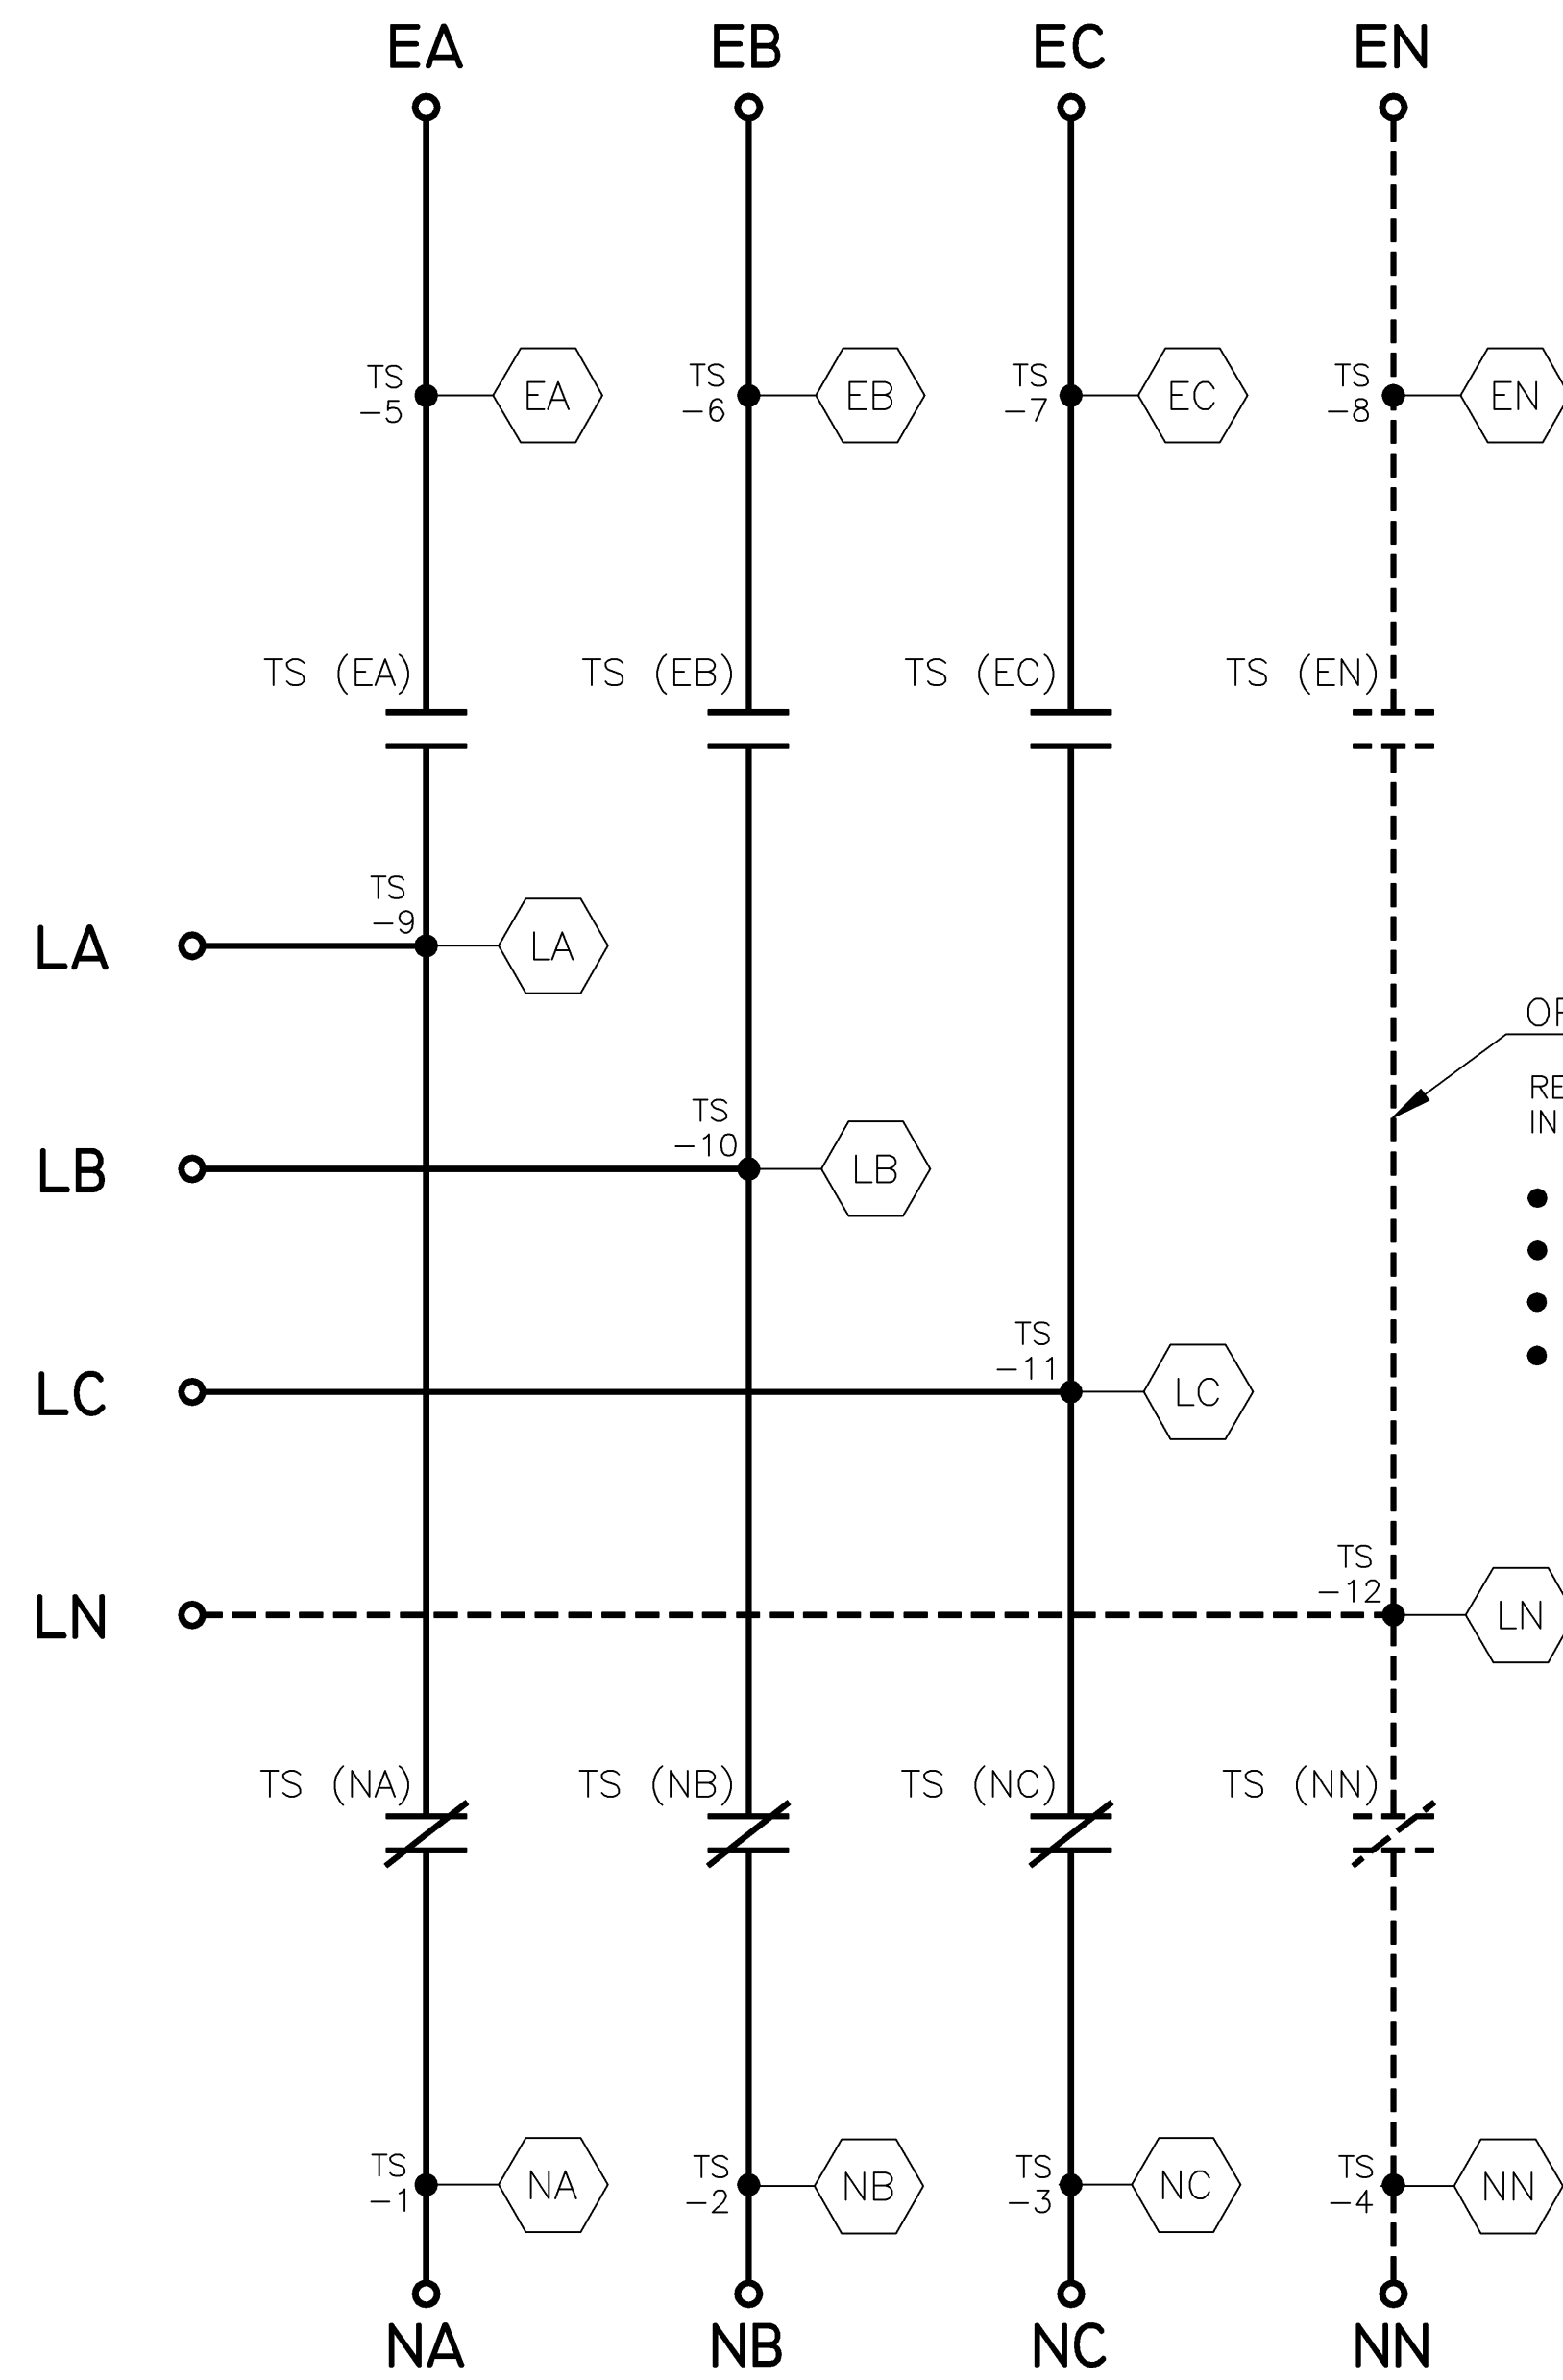 EA EB EC EN
TS TS TS TS
-5 EA -6 EB -7 EC -8 EN
TS (EA) TS (EB) TS (EC) TS (EN)
TS
-9
LA LA
RE
IN
TS
-10
LB LB
TS
-11
LC LC
TS
-12
LN LN
TS (NA) TS (NB) TS (NC) TS (NN)
TS TS TS TS
-1 NA -2 NB -3 NC -4 NN
NA NB NC NN